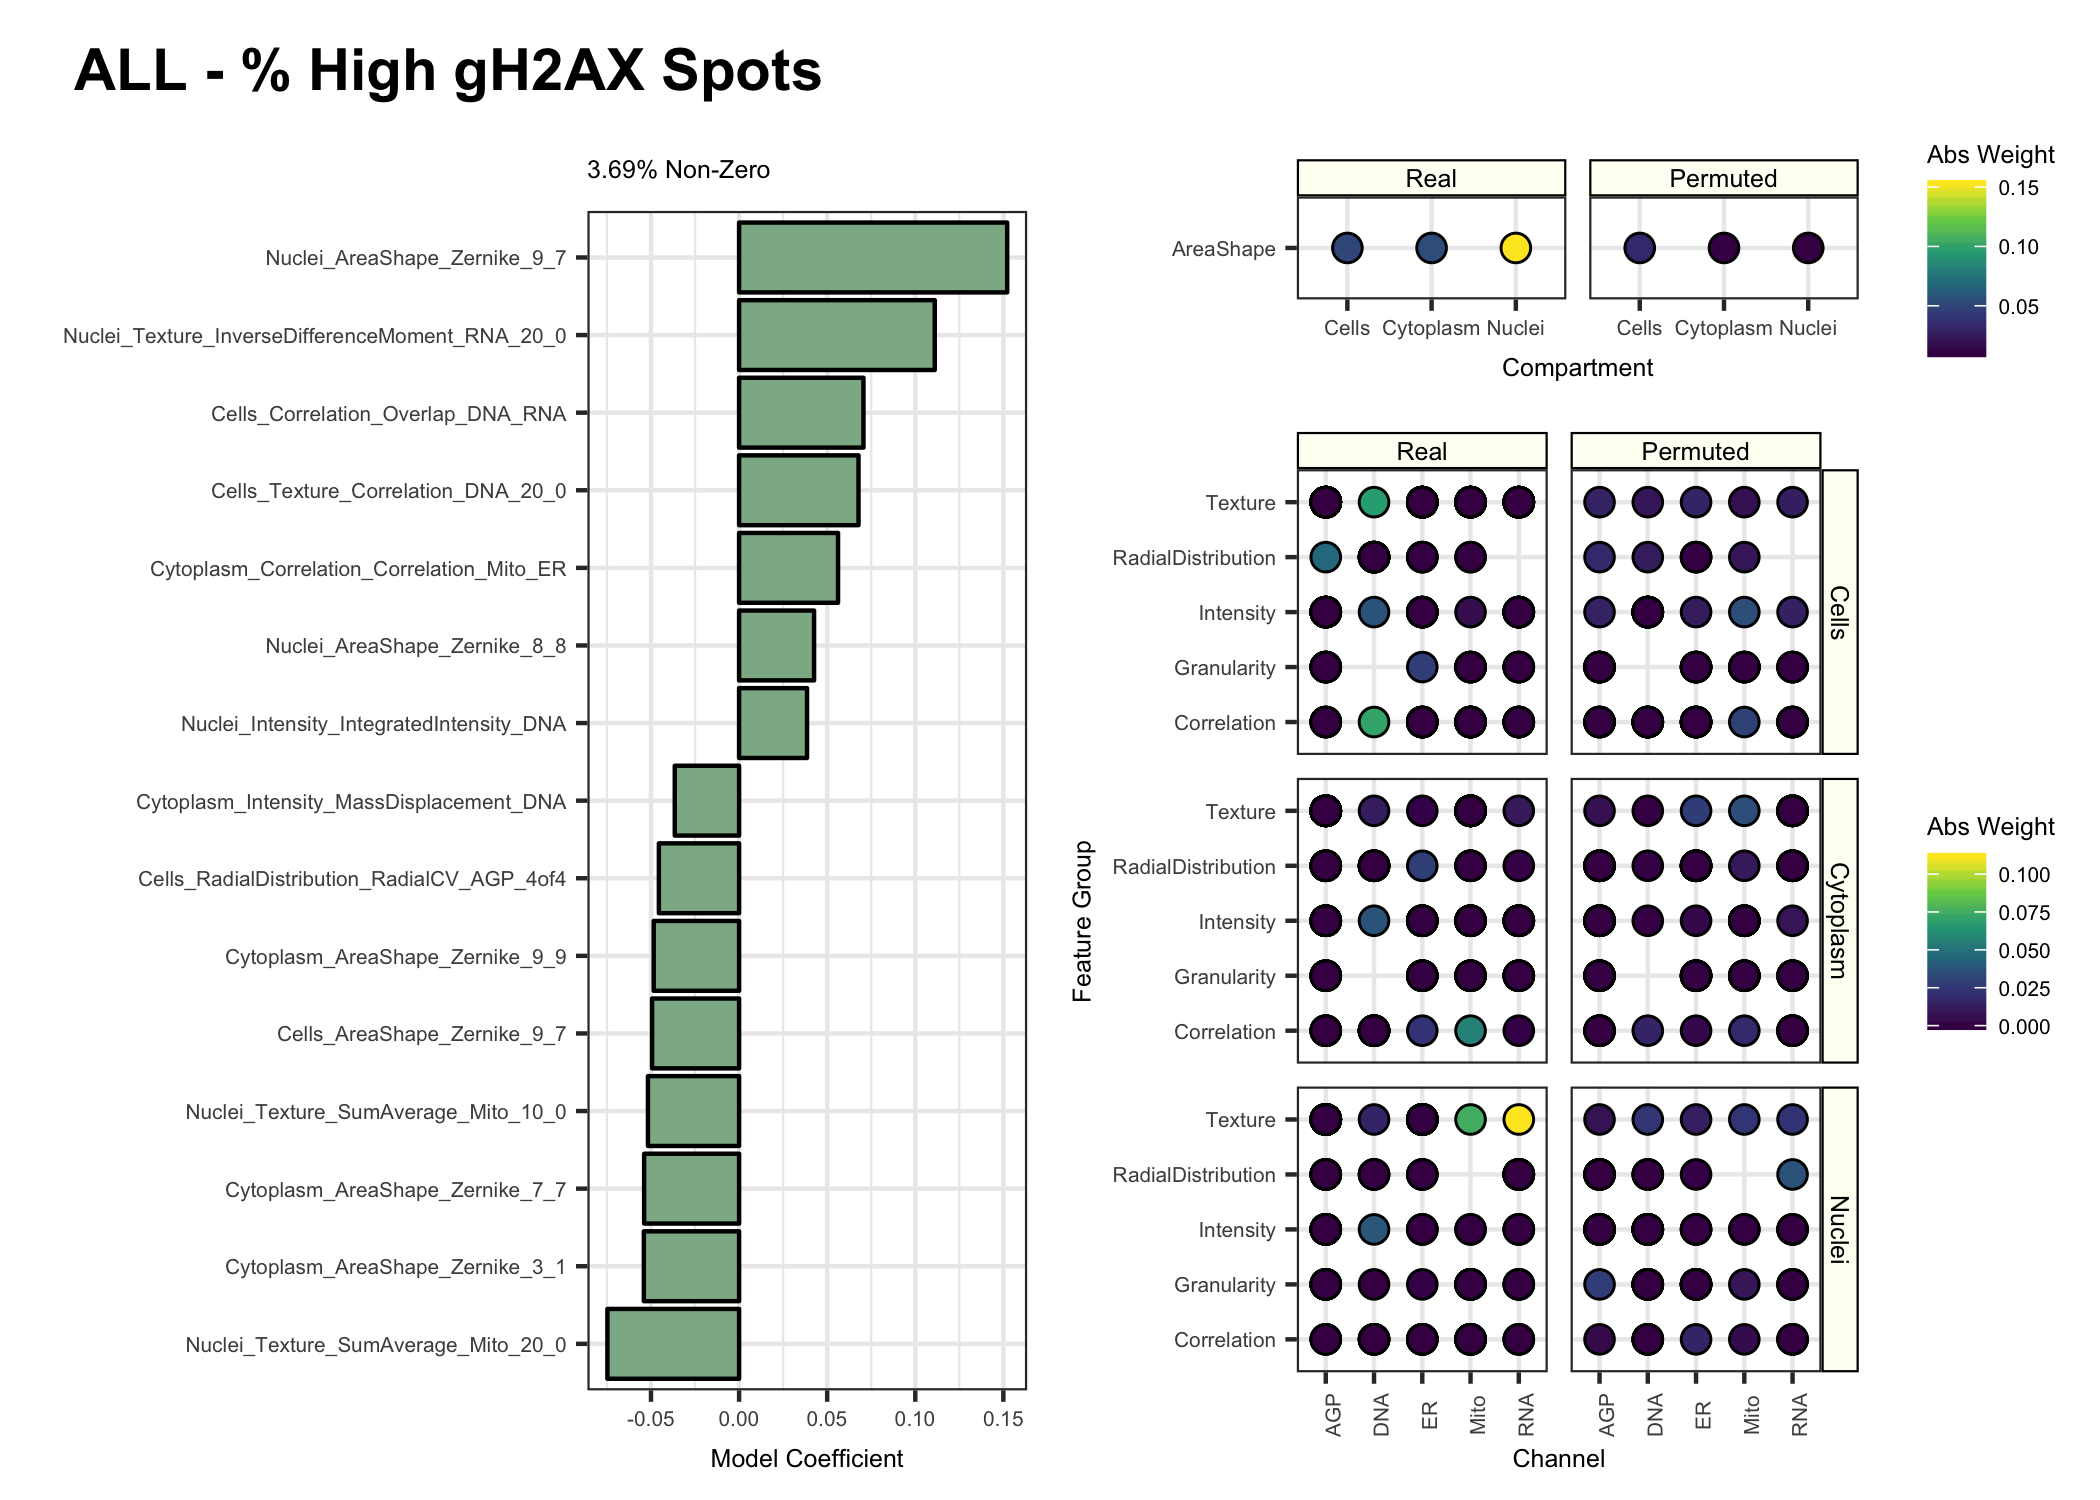 ALL - % High gH2AX Spots
3.69% Non-Zero
Nuclei_AreaShape_Zernike_9_7
Nuclei_Texture_InverseDifferenceMoment_RNA_20_0
Cells_Correlation_Overlap_DNA_RNA
Cells_Texture_Correlation_DNA_20_0
Cytoplasm_Correlation_Correlation_Mito_ER
Nuclei_AreaShape_Zernike_8_8
Nuclei_Intensity_IntegratedIntensity_DNA
Cytoplasm_Intensity_MassDisplacement_DNA
Cells_RadialDistribution_RadialCV_AGP_4of4
Cytoplasm_AreaShape_Zernike_9_9
Cells_AreaShape_Zernike_9_7
Nuclei_Texture_SumAverage_Mito_10_0
Cytoplasm_AreaShape_Zernike_7_7
Cytoplasm_AreaShape_Zernike_3_1
Nuclei_Texture_SumAverage_Mito_20_0
-0.05 0.00 0.05 0.10 0.15
Model Coefficient
Real Permuted
AreaShape
Cells Cytoplasm Nuclei Cells Cytoplasm Nuclei
Compartment
Abs Weight
0.15
0.10
0.05
Feature Group
Real Permuted
Texture
RadialDistribution
Intensity
Granularity
Correlation
Cells
Texture
RadialDistribution
Intensity
Granularity
Correlation
Cytoplasm
Texture
RadialDistribution
Intensity
Granularity
Correlation
Nuclei
AGP DNA ER Mito RNA AGP DNA ER Mito RNA
Channel
Abs Weight
0.100
0.075
0.050
0.025
0.000